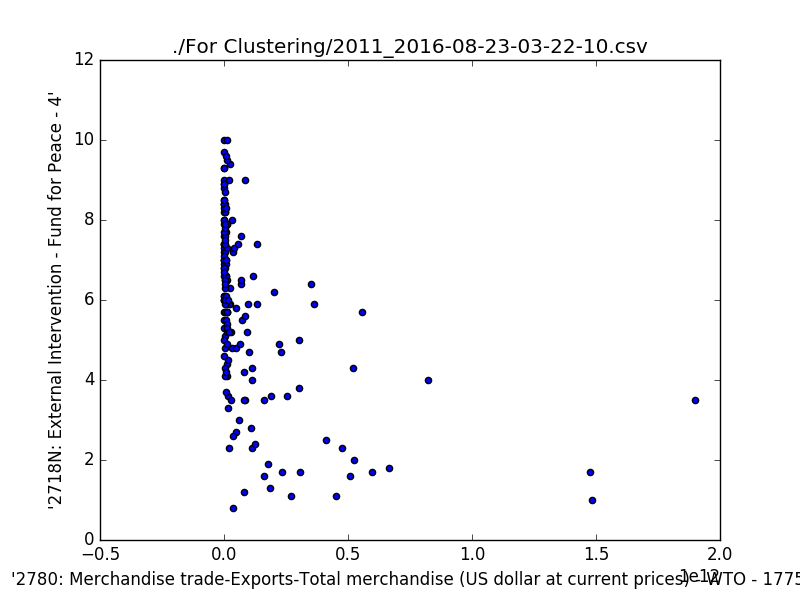 ./For Clustering/2011_2016-08-23-03-22-10.csv
12
10
8
6
4
2
0
'2718N: External Intervention - Fund for Peace - 4'
−0.5 0.0 0.5 1.0 1.5 2.0
1e12
'2780: Merchandise trade-Exports-Total merchandise (US dollar at current prices) - WTO - 1775